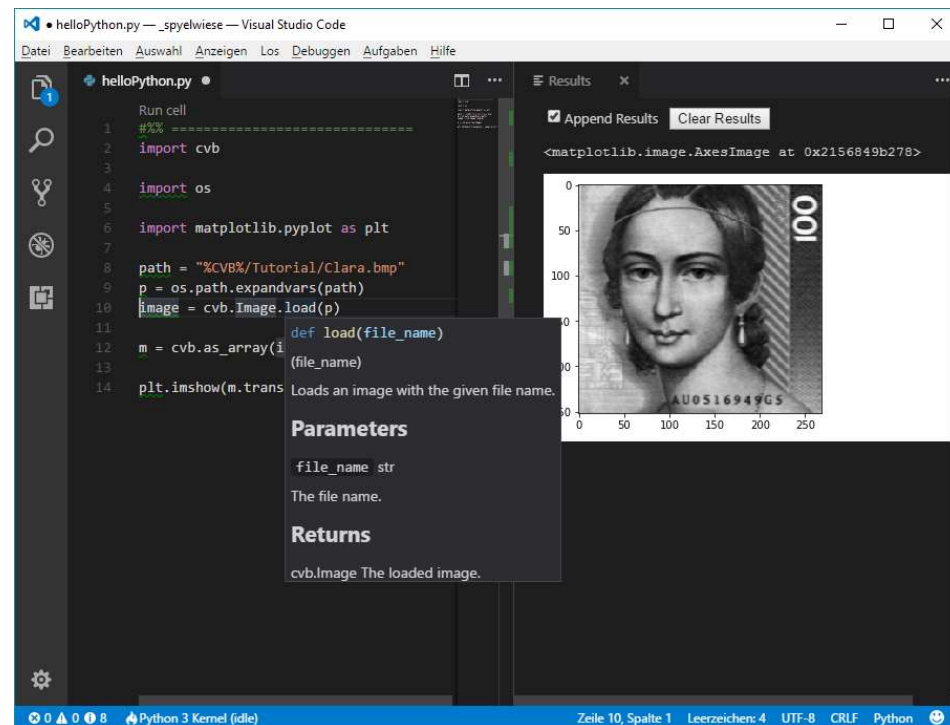 ● helloPython.py — _spyelwiese — Visual Studio Code
Datei Bearbeiten Auswahl Anzeigen Los Debuggen Aufgaben Hilfe
1
helloPython.py ●
Run cell
1 #%% ==============================
2 import cvb
3
4 import os
5
6 import matplotlib.pyplot as plt
7
8 path = "%CVB%/Tutorial/Clara.bmp"
9 p = os.path.expandvars(path)
10 image = cvb.Image.load(p)
11
12 m = cvb.as_array(i
13
14 plt.imshow(m.trans
def load(file_name)
(file_name)
Loads an image with the given file name.
Parameters
file_name str
The file name.
Returns
cvb.Image The loaded image.
Results
Append Results Clear Results
<matplotlib.image.AxesImage at 0x2156849b278>
0
50
100
50
00
50
0 50 100 150 200 250
100
AU0516949G5
0 0 8 Python 3 Kernel (idle) Zeile 10, Spalte 1 Leerzeichen: 4 UTF-8 CRLF Python